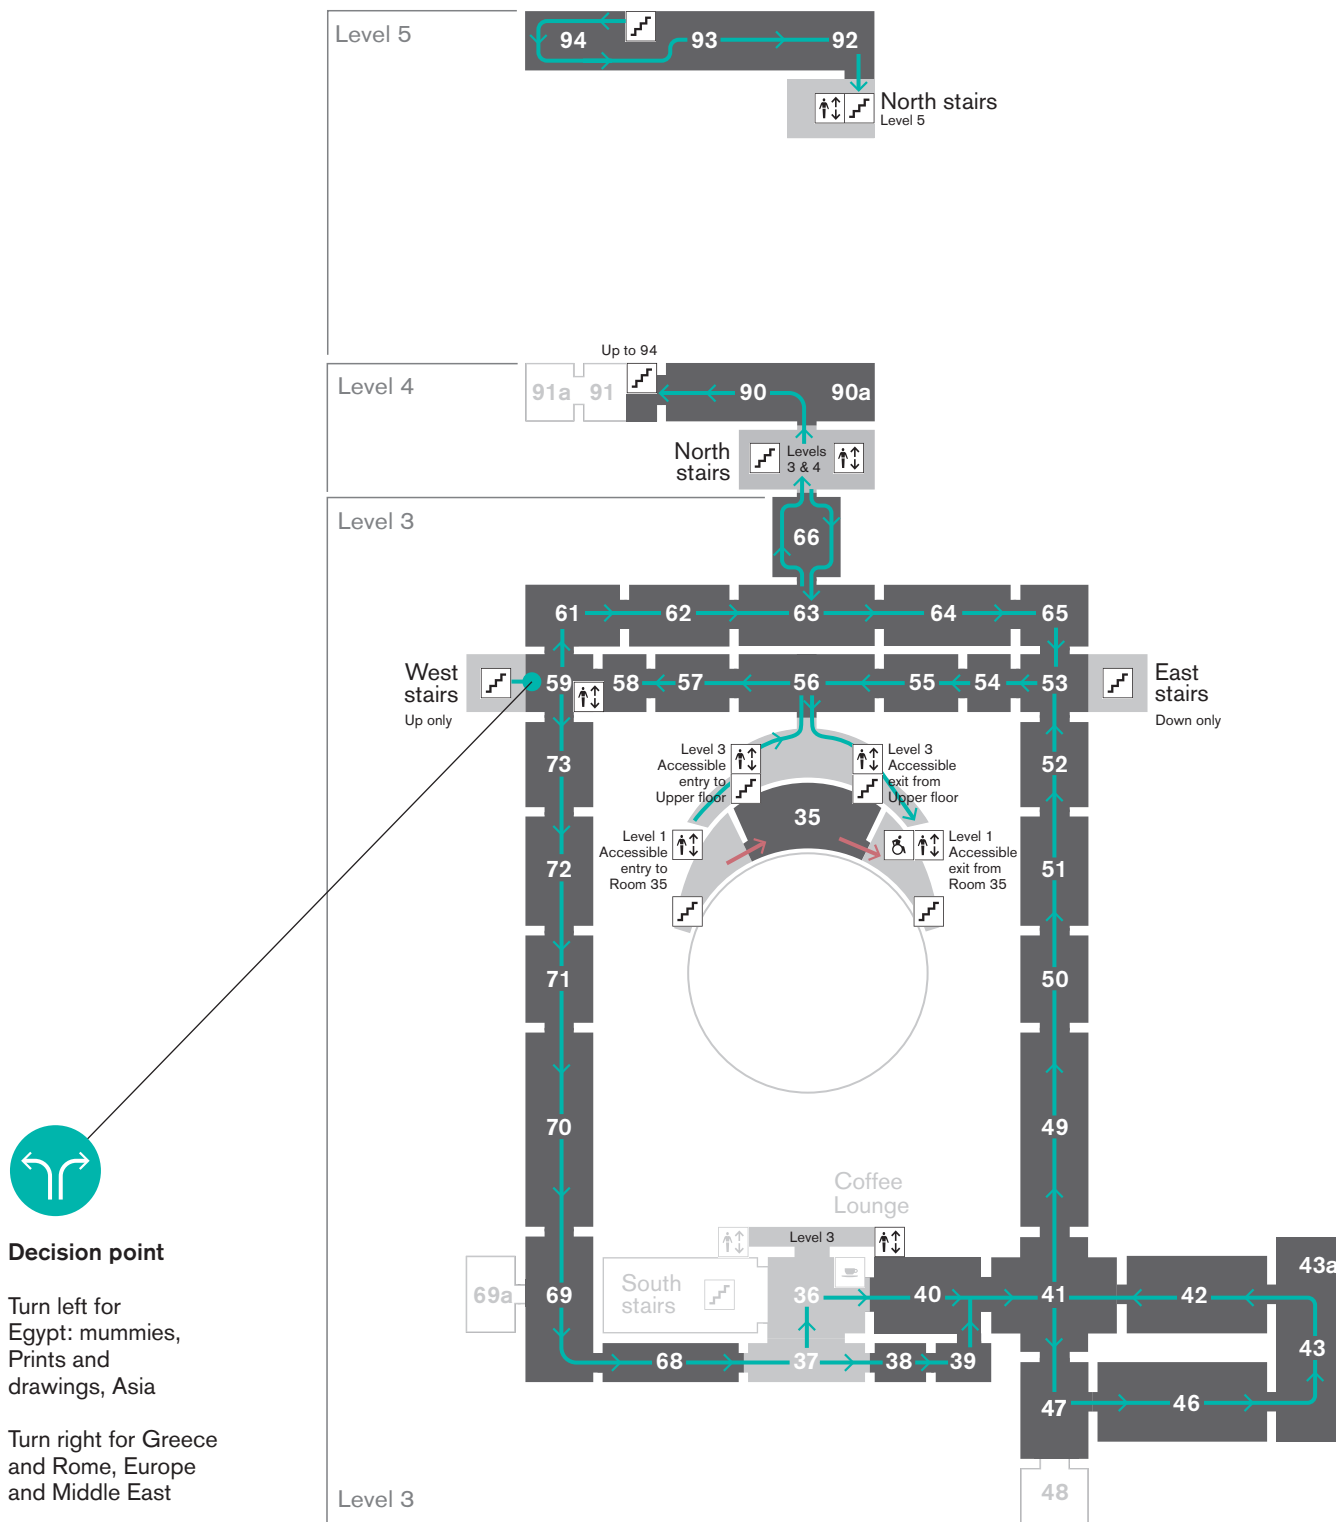 Level 5
94
93
92
North stairs
Level 5
Up to 94
Level 4
91a
91
90
90a
North
stairs
Levels
3 & 4
Level 3
66
61
62
63
64
65
West
stairs
Up only
59
58
57
56
55
54
53
East
stairs
Down only
73
Level 3
Accessible
entry to
Upper floor
Level 3
Accessible
exit from
Upper floor
52
35
Level 1
Accessible
entry to
Room 35
Level 1
Accessible
exit from
Room 35
72
51
71
50
70
49
Coffee
Lounge
Level 3
Decision point
Turn left for
Egypt: mummies,
Prints and
drawings, Asia
Turn right for Greece
and Rome, Europe
and Middle East
69a
69
South
stairs
36
40
41
42
43a
68
37
38
39
43
47
46
48
Level 3